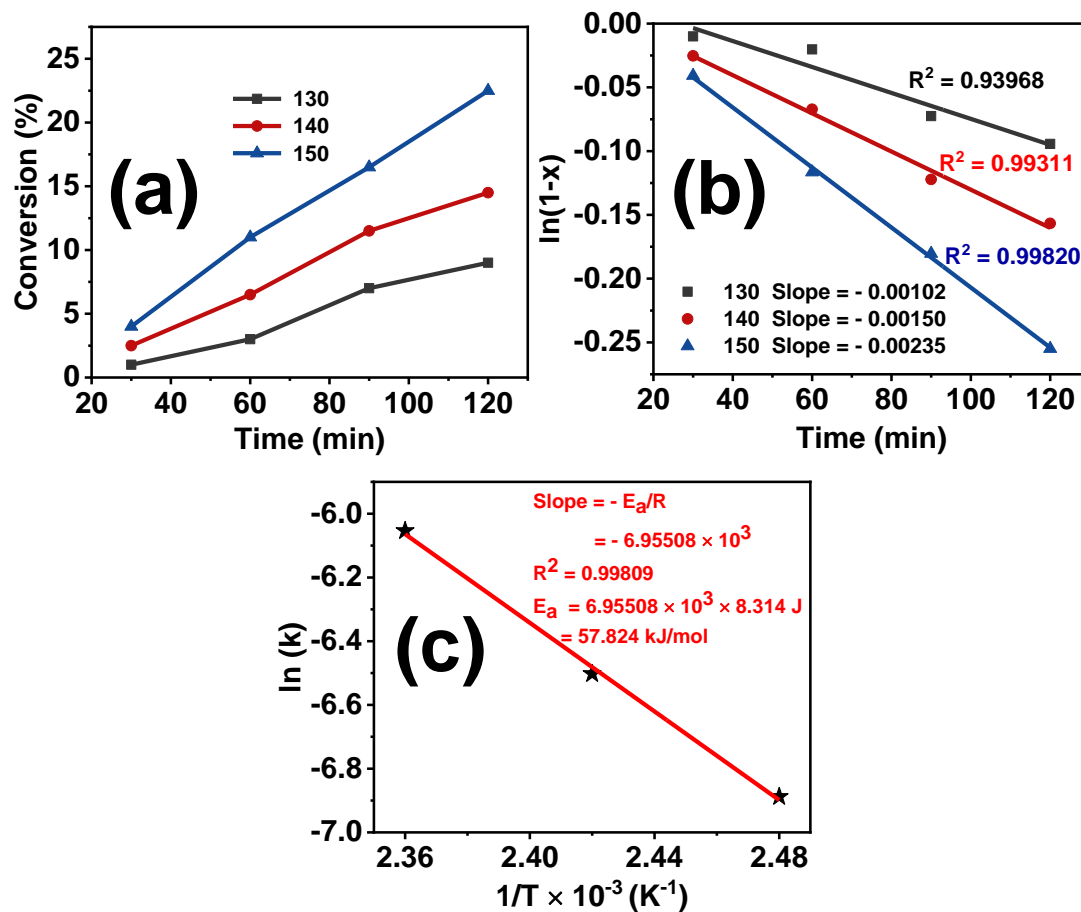 25
20
15
10
5
0
Conversion (%)
130
140
150
(a)
20 40 60 80 100 120
Time (min)
0.00
-0.05
-0.10
-0.15
-0.20
-0.25
ln(1-x)
R² = 0.93968
R² = 0.99311
(b)
R² = 0.99820
130 Slope = - 0.00102
140 Slope = - 0.00150
150 Slope = - 0.00235
20 40 60 80 100 120
Time (min)
-6.0
-6.2
-6.4
-6.6
-6.8
-7.0
ln (k)
Slope = - Eₐ/R
= - 6.95508 × 10³
R² = 0.99809
Eₐ = 6.95508 × 10³ × 8.314 J
= 57.824 kJ/mol
(c)
2.36 2.40 2.44 2.48
1/T × 10⁻³ (K⁻¹)